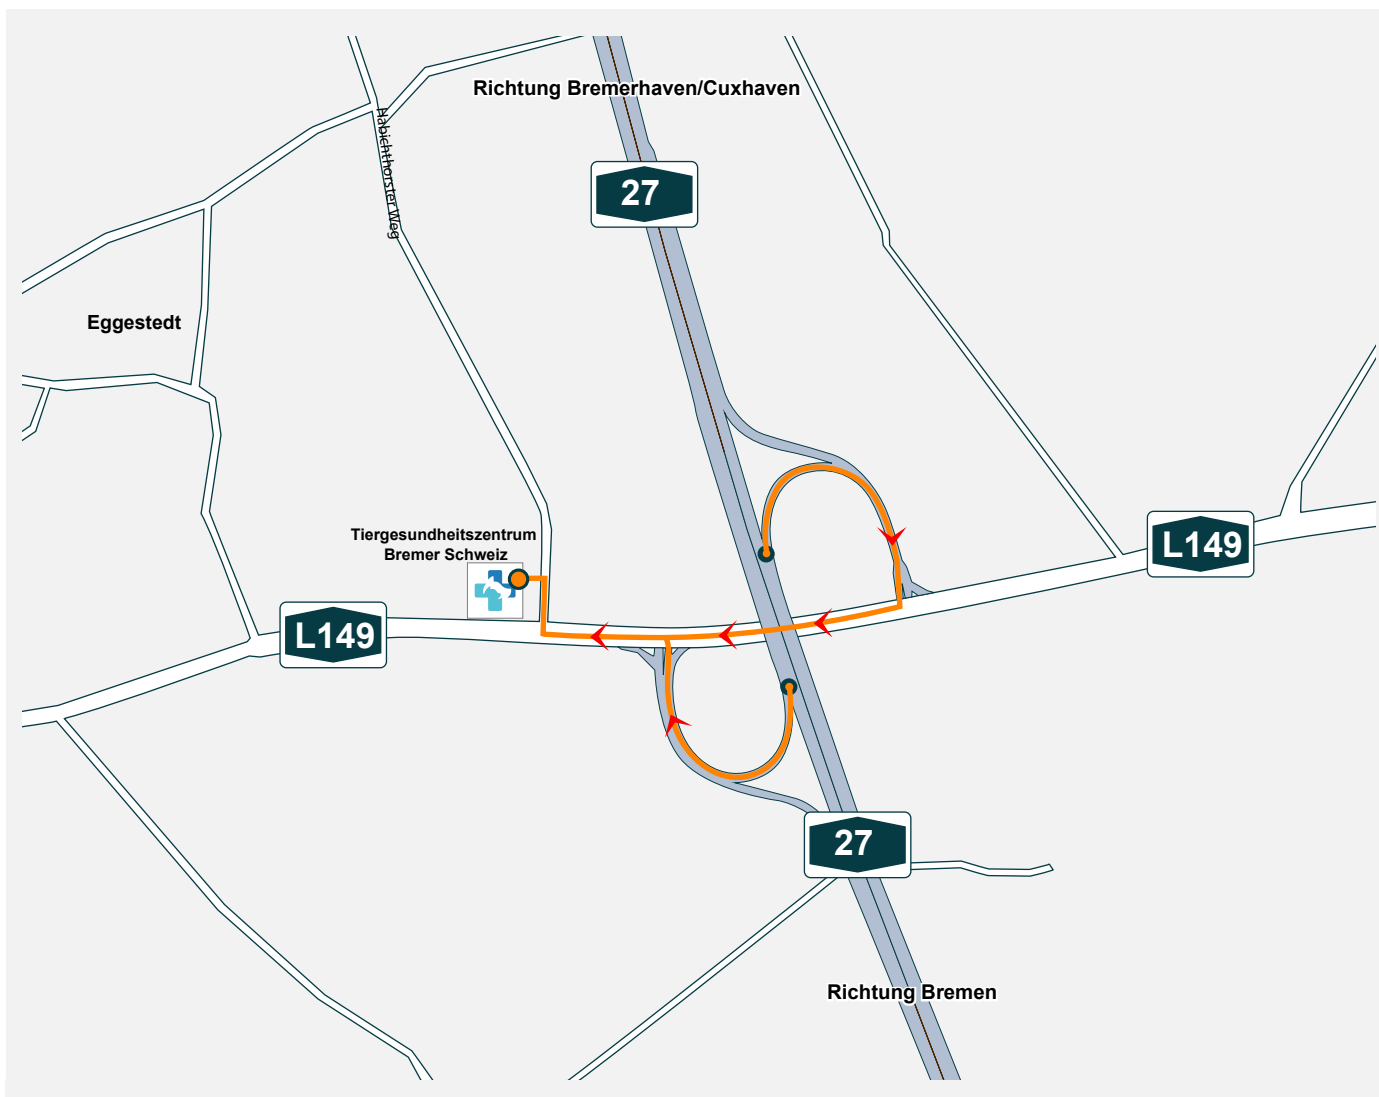 Richtung Bremerhaven/Cuxhaven
Habichthorster Weg
27
Eggestedt
Tiergesundheitszentrum
Bremer Schweiz
L149
L149
27
Richtung Bremen